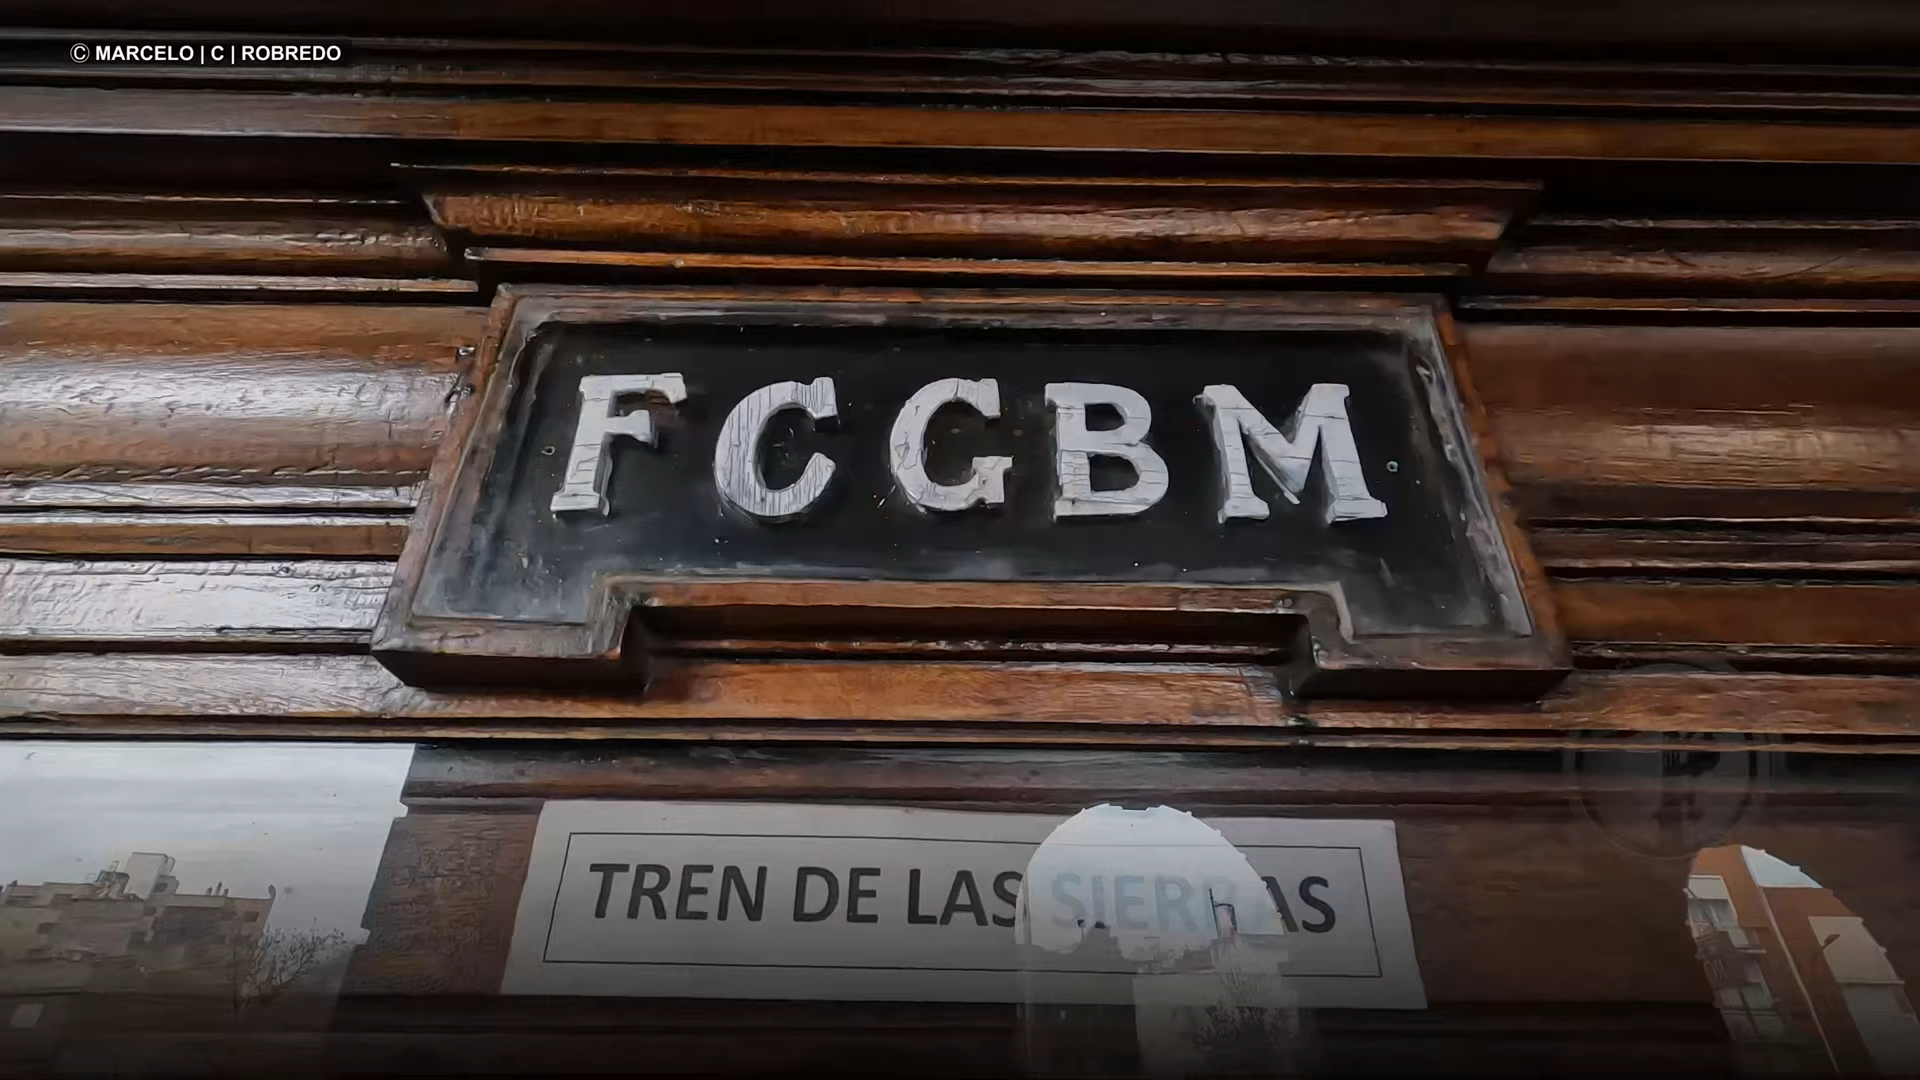 © MARCELO | C | ROBREDO
FCGBM
TREN DE LAS SIERRAS